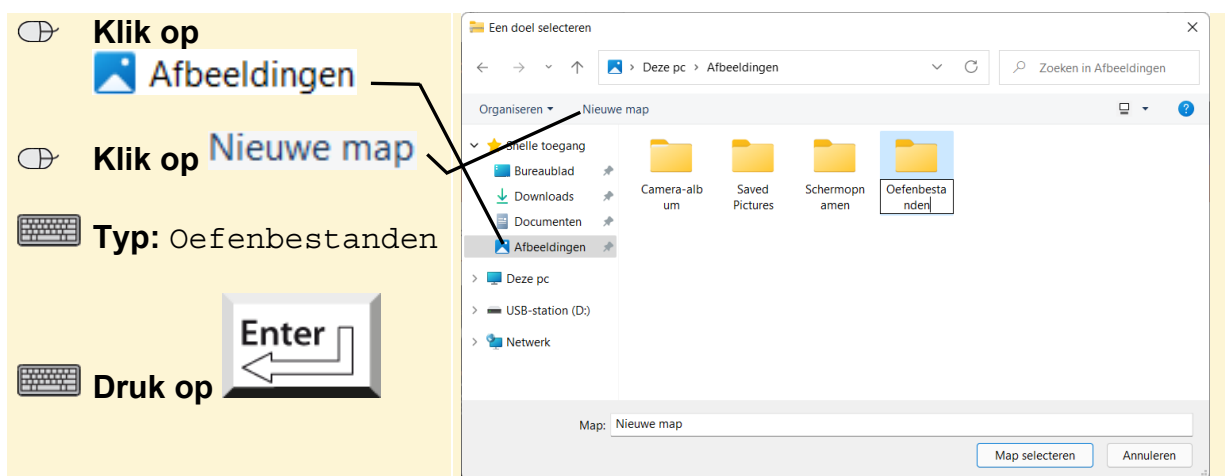 Klik op
Afbeeldingen
Klik op Nieuwe map
Typ: Oefenbestanden
Enter
Druk op
Een doel selecteren
Deze pc > Afbeeldingen
Zoeken in Afbeeldingen
Organiseren
Nieuwe map
Snelle toegang
Bureaublad
Downloads
Documenten
Afbeeldingen
Deze pc
USB-station (D:)
Netwerk
Camera-alb
um
Saved
Pictures
Schermopn
amen
Oefenbesta
nden
Map: Nieuwe map
Map selecteren
Annuleren